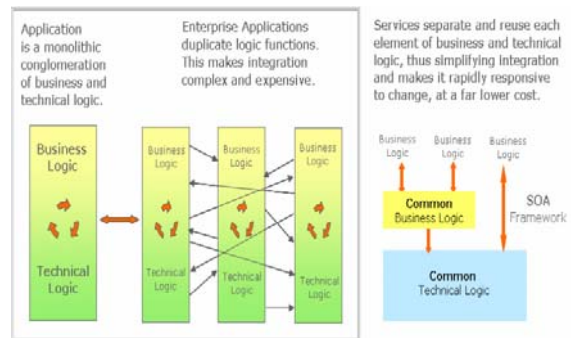 Application
is a monolithic
conglomeration
of business and
technical logic.
Enterprise Applications
duplicate logic functions.
This makes integration
complex and expensive.
Services separate and reuse each
element of business and technical
logic, thus simplifying integration
and makes it rapidly responsive
to change, at a far lower cost.
Business
Logic
Technical
Logic
Business
Logic
Technical
Logic
Business
Logic
Technical
Logic
Business
Logic
Technical
Logic
Business
Logic
Business
Logic
Business
Logic
Common
Business Logic
SOA
Framework
Common
Technical Logic